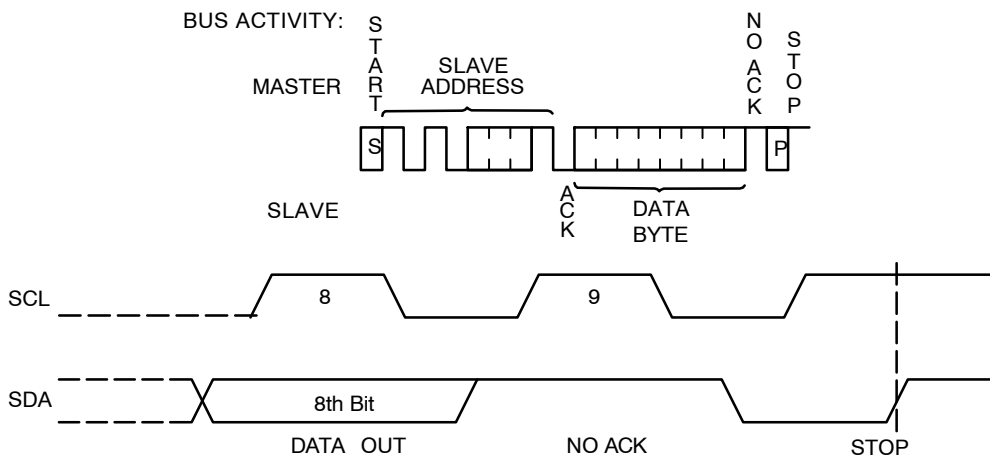 BUS ACTIVITY:
START
NO ACK
STOP
MASTER
SLAVE
ADDRESS
S
P
SLAVE
ACK
DATA
BYTE
SCL
8
9
SDA
8th Bit
DATA OUT
NO ACK
STOP